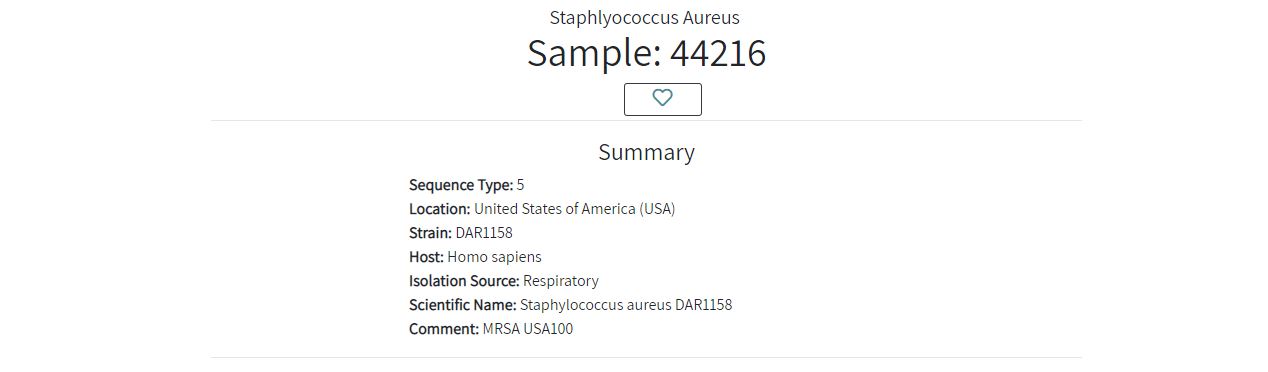 Staphlyococcus Aureus
Sample: 44216
Summary
Sequence Type: 5
Location: United States of America (USA)
Strain: DAR1158
Host: Homo sapiens
Isolation Source: Respiratory
Scientific Name: Staphylococcus aureus DAR1158
Comment: MRSA USA100